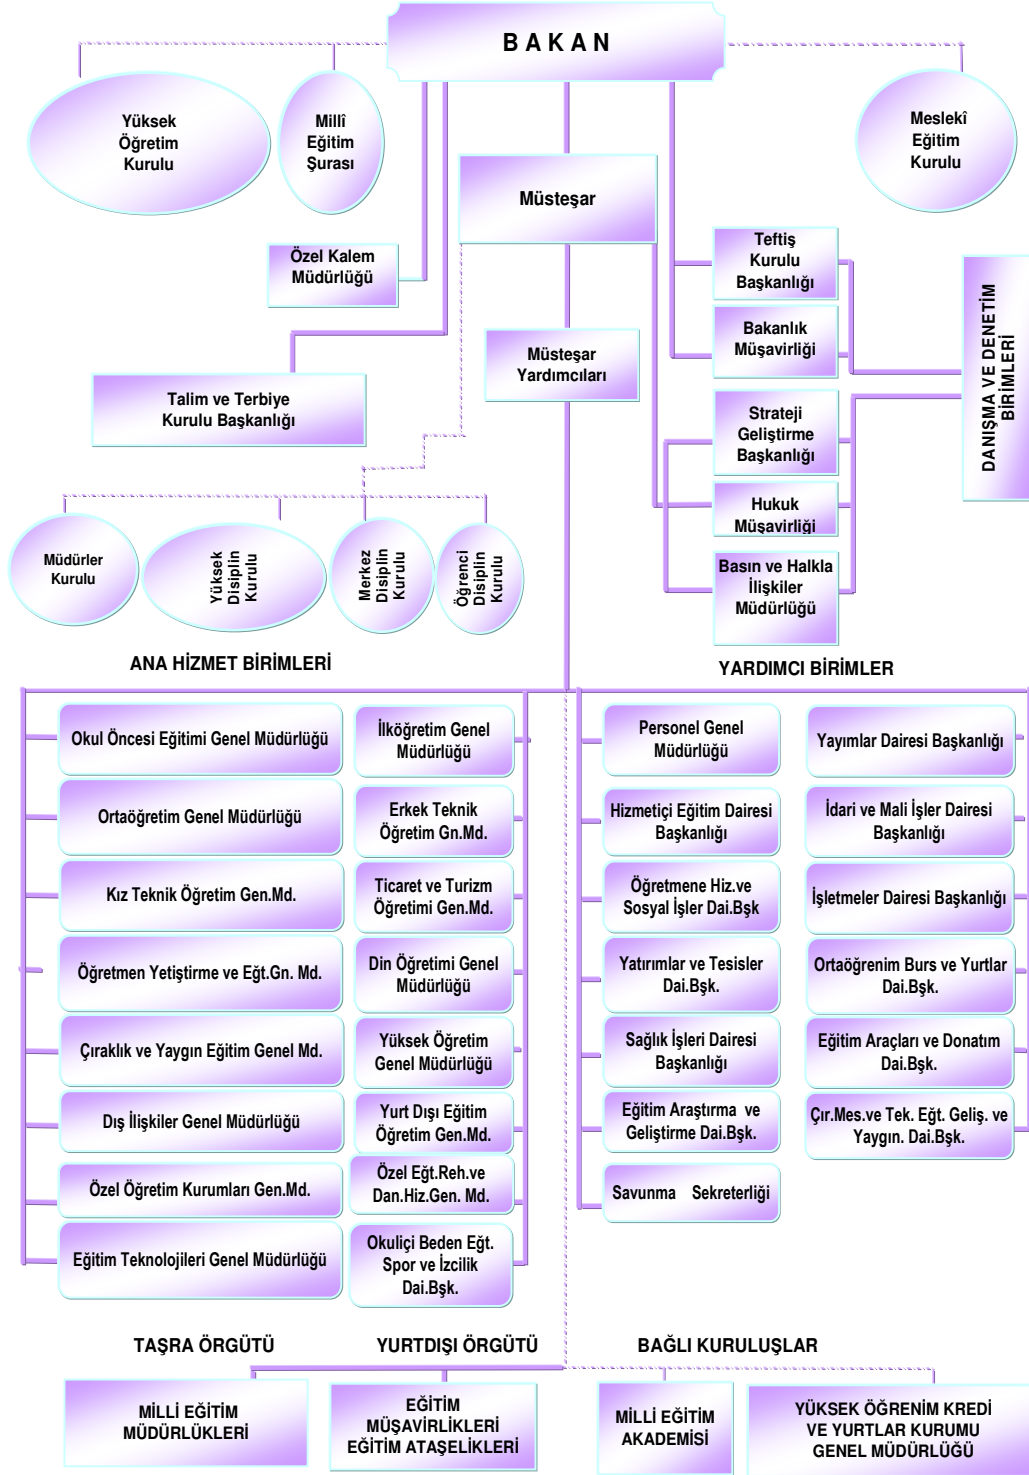 B A K A N
Yüksek
Öğretim
Kurulu
Millî
Eğitim
Şurası
Meslekî
Eğitim
Kurulu
Müsteşar
Özel Kalem
Müdürlüğü
Teftiş
Kurulu
Başkanlığı
Bakanlık
Müşavirliği
Müsteşar
Yardımcıları
DANIŞMA VE DENETİM
BİRİMLERİ
Talim ve Terbiye
Kurulu Başkanlığı
Strateji
Geliştirme
Başkanlığı
Hukuk
Müşavirliği
Basın ve Halkla
İlişkiler
Müdürlüğü
Müdürler
Kurulu
Yüksek
Disiplin
Kurulu
Merkez
Disiplin
Kurulu
Öğrenci
Disiplin
Kurulu
ANA HİZMET BİRİMLERİ
YARDIMCI BİRİMLER
Okul Öncesi Eğitimi Genel Müdürlüğü
İlköğretim Genel
Müdürlüğü
Personel Genel
Müdürlüğü
Yayımlar Dairesi Başkanlığı
Ortaöğretim Genel Müdürlüğü
Erkek Teknik
Öğretim Gn.Md.
Hizmetiçi Eğitim Dairesi
Başkanlığı
İdari ve Mali İşler Dairesi
Başkanlığı
Kız Teknik Öğretim Gen.Md.
Ticaret ve Turizm
Öğretimi Gen.Md.
Öğretmene Hiz.ve
Sosyal İşler Dai.Bşk
İşletmeler Dairesi Başkanlığı
Öğretmen Yetiştirme ve Eğt.Gn. Md.
Din Öğretimi Genel
Müdürlüğü
Yatırımlar ve Tesisler
Dai.Bşk.
Ortaöğrenim Burs ve Yurtlar
Dai.Bşk.
Çıraklık ve Yaygın Eğitim Genel Md.
Yüksek Öğretim
Genel Müdürlüğü
Sağlık İşleri Dairesi
Başkanlığı
Eğitim Araçları ve Donatım
Dai.Bşk.
Dış İlişkiler Genel Müdürlüğü
Yurt Dışı Eğitim
Öğretim Gen.Md.
Eğitim Araştırma ve
Geliştirme Dai.Bşk.
Çır.Mes.ve Tek. Eğt. Geliş. ve
Yaygın. Dai.Bşk.
Özel Öğretim Kurumları Gen.Md.
Özel Eğt.Reh.ve
Dan.Hiz.Gen. Md.
Savunma Sekreterliği
Eğitim Teknolojileri Genel Müdürlüğü
Okuliçi Beden Eğt.
Spor ve İzcilik
Dai.Bşk.
TAŞRA ÖRGÜTÜ
YURTDIŞI ÖRGÜTÜ
BAĞLI KURULUŞLAR
MİLLİ EĞİTİM
MÜDÜRLÜKLERİ
EĞİTİM
MÜŞAVİRLİKLERİ
EĞİTİM ATAŞELİKLERİ
MİLLİ EĞİTİM
AKADEMİSİ
YÜKSEK ÖĞRENİM KREDİ
VE YURTLAR KURUMU
GENEL MÜDÜRLÜĞÜ